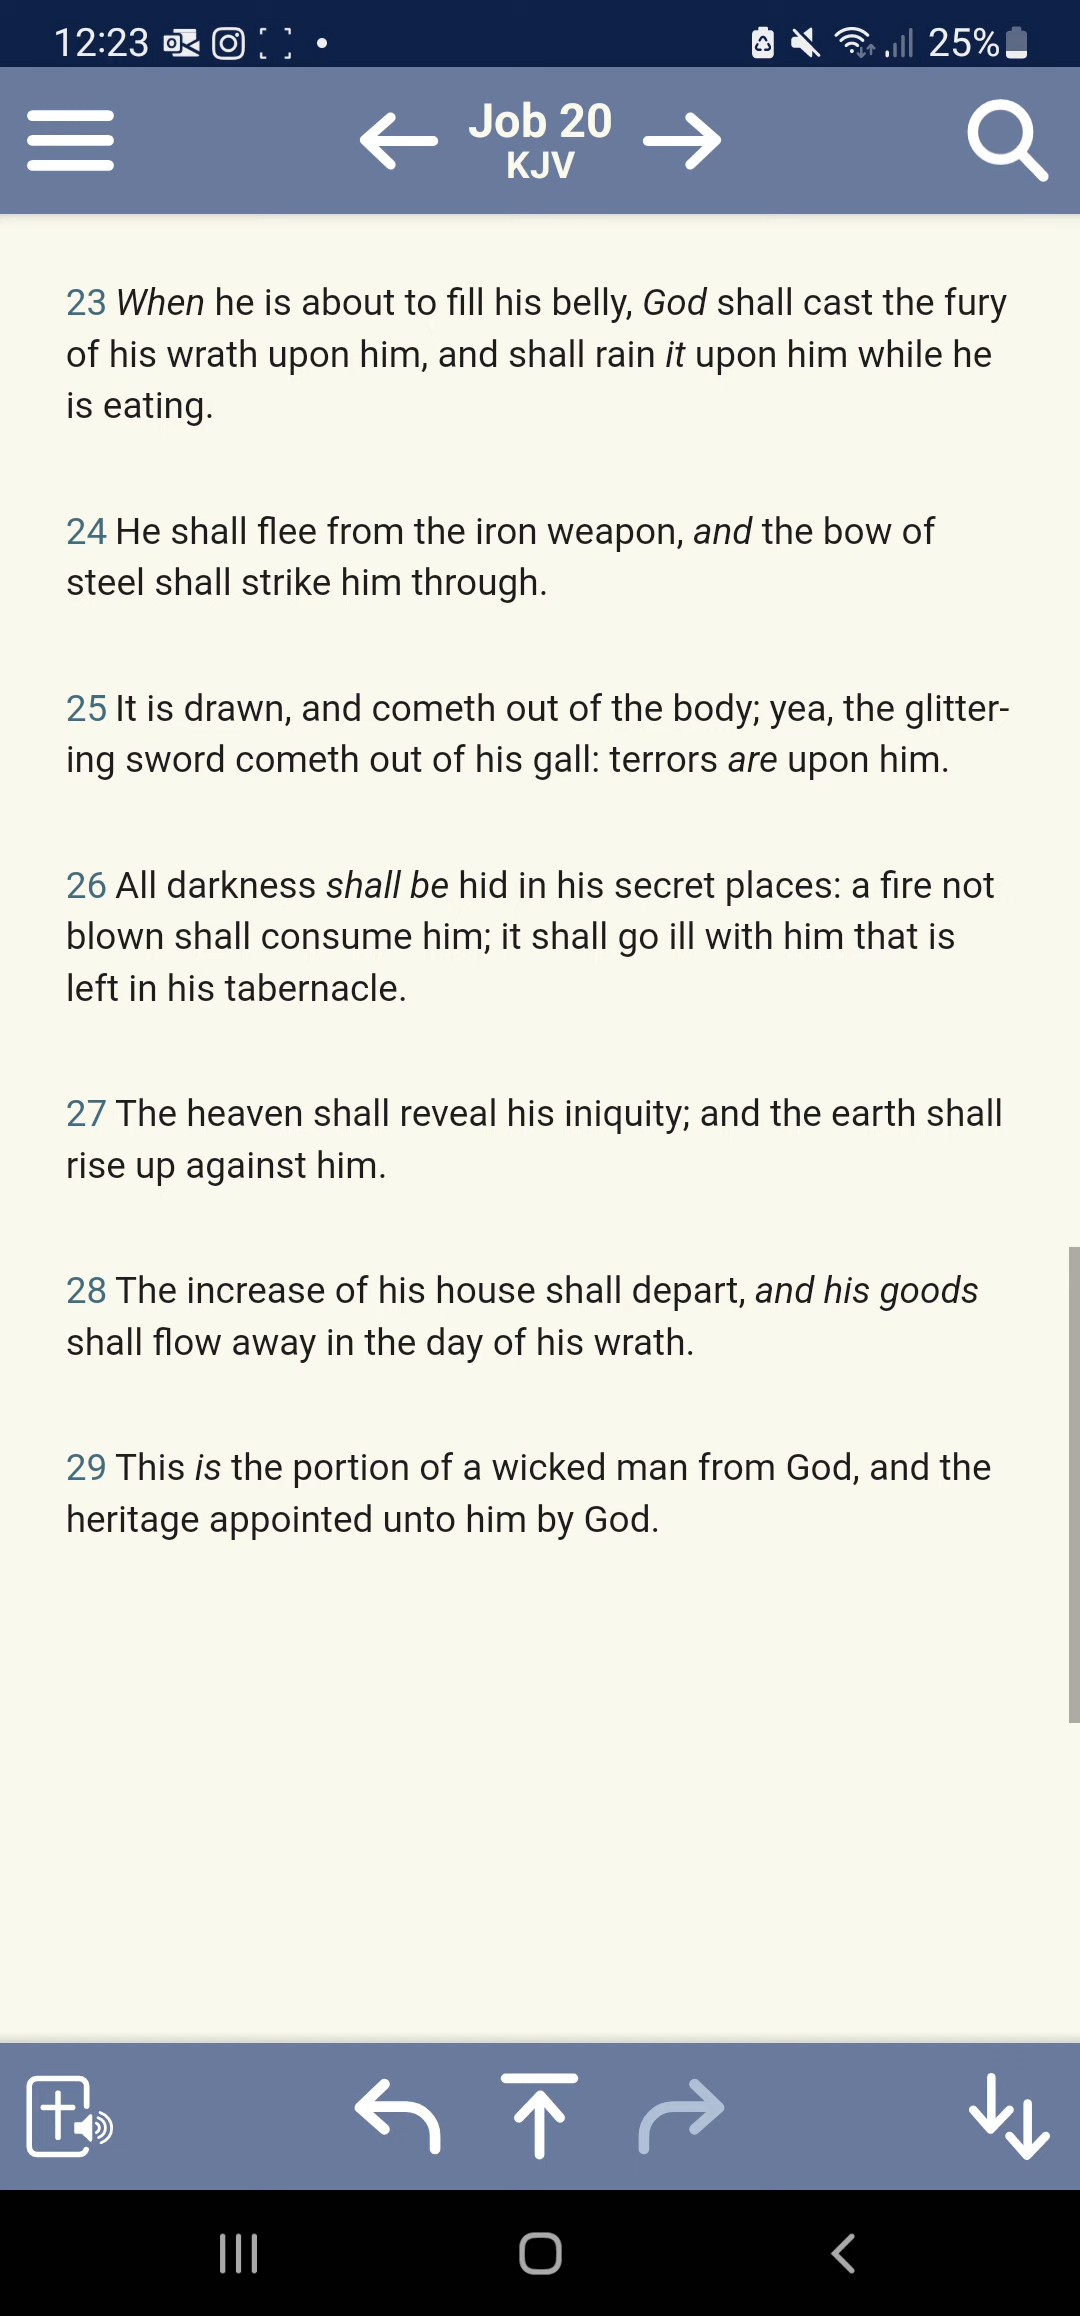 12:23
25%
Job 20
KJV
23 When he is about to fill his belly, God shall cast the fury
of his wrath upon him, and shall rain it upon him while he
is eating.
24 He shall flee from the iron weapon, and the bow of
steel shall strike him through.
25 It is drawn, and cometh out of the body; yea, the glitter-
ing sword cometh out of his gall: terrors are upon him.
26 All darkness shall be hid in his secret places: a fire not
blown shall consume him; it shall go ill with him that is
left in his tabernacle.
27 The heaven shall reveal his iniquity; and the earth shall
rise up against him.
28 The increase of his house shall depart, and his goods
shall flow away in the day of his wrath.
29 This is the portion of a wicked man from God, and the
heritage appointed unto him by God.